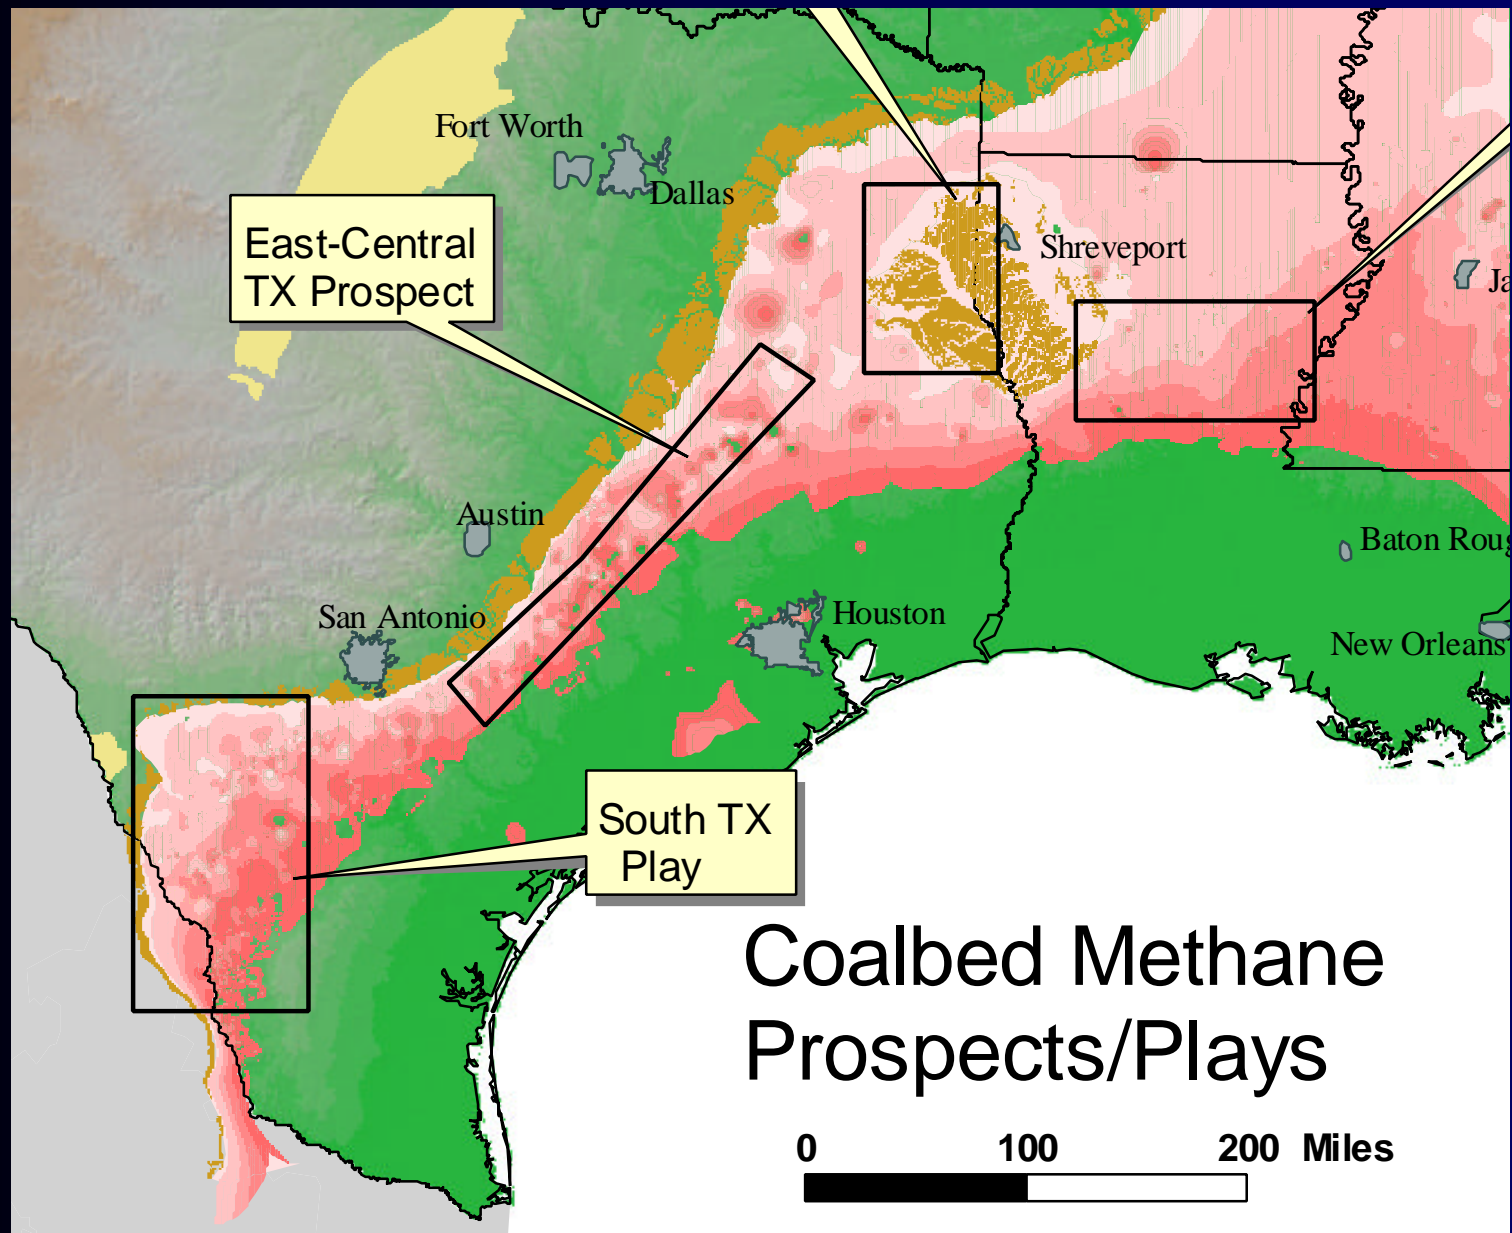 Fort Worth
Dallas
East-Central
TX Prospect
Shreveport
Ja
Austin
Baton Roug
San Antonio
Houston
New Orleans
South TX
Play
Coalbed Methane
Prospects/Plays
0 100 200 Miles